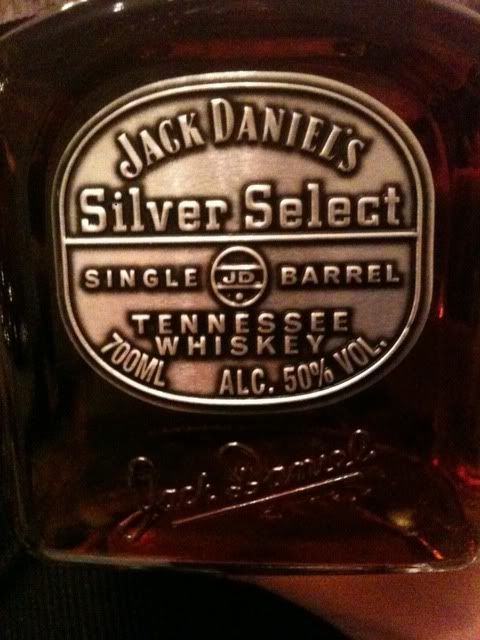 JACK DANIEL'S
Silver Select
SINGLE JD BARREL
TENNESSEE
WHISKEY
700ML ALC. 50% VOL.
Jack Daniel